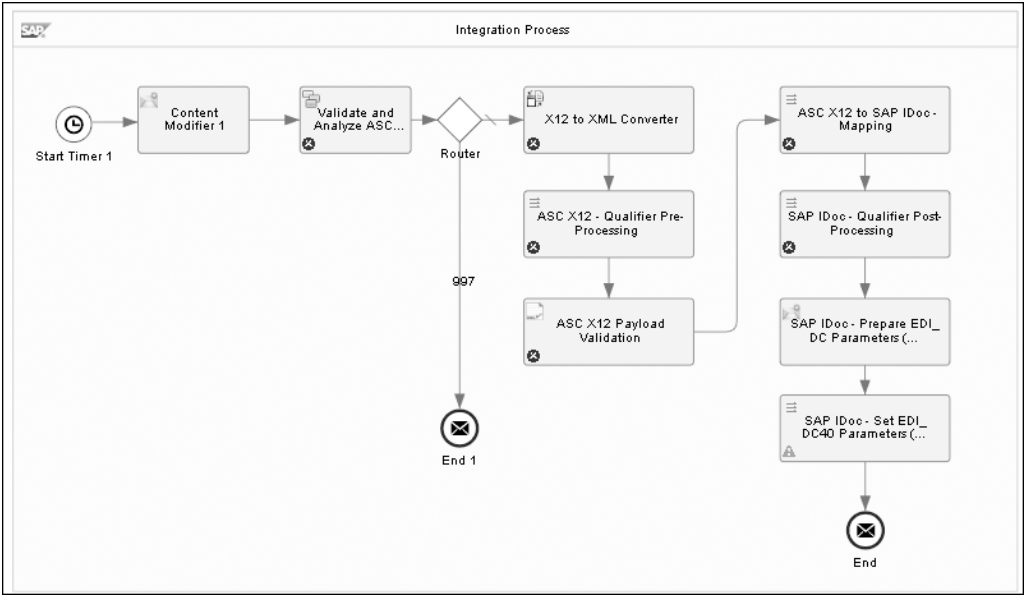 SAP
Integration Process
Content
Modifier 1
Start Timer 1
Validate and
Analyze ASC...
Router
997
End 1
X12 to XML Converter
ASC X12 - Qualifier Pre-
Processing
ASC X12 Payload
Validation
ASC X12 to SAP IDoc -
Mapping
SAP IDoc - Qualifier Post-
Processing
SAP IDoc - Prepare EDI_
DC Parameters (...
SAP IDoc - Set EDI_
DC40 Parameters (...
End